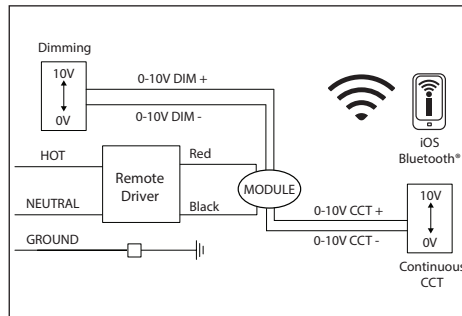 Dimming
10V
0V
0-10V DIM +
0-10V DIM -
iOS
Bluetooth®
HOT
NEUTRAL
GROUND
Remote
Driver
Red
Black
MODULE
0-10V CCT +
0-10V CCT -
10V
0V
Continuous
CCT